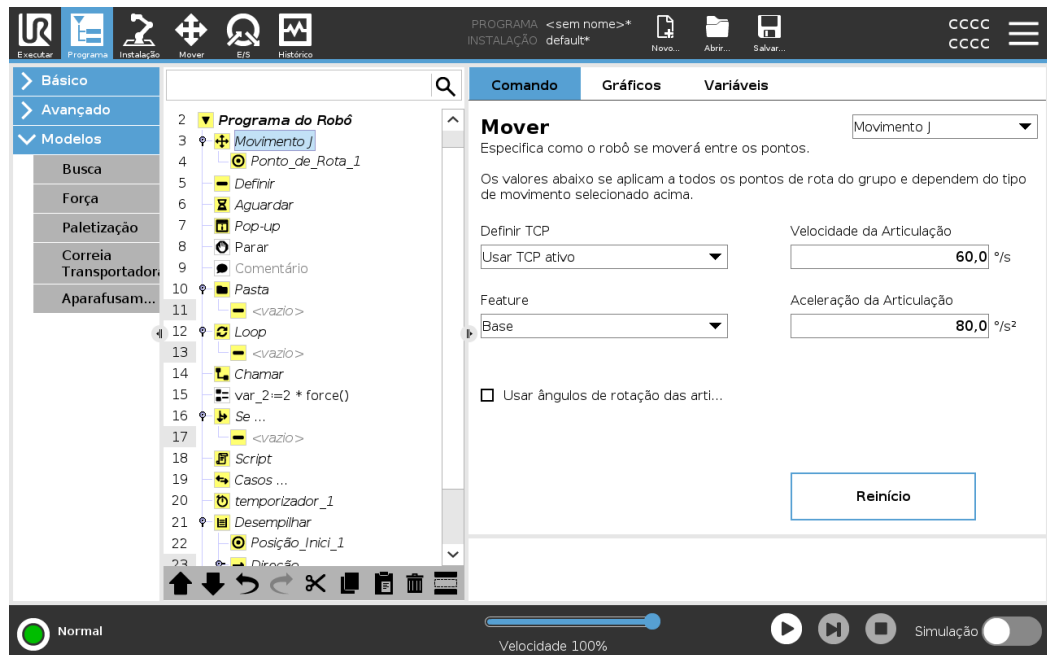 UR
PROGRAMA <sem nome>*
INSTALAÇÃO default*
Executar
Programa
Instalação
Mover
E/S
Histórico
Novo...
Abrir...
Salvar...
cccc
cccc
Básico
Avançado
Modelos
Busca
Força
Paletização
Correia
Transportador
Aparafusam...
2 Programa do Robô
3 Movimento J
4 Ponto_de_Rota_1
5 Definir
6 Aguardar
7 Pop-up
8 Parar
9 Comentário
10 Pasta
11 <vazio>
12 Loop
13 <vazio>
14 Chamar
15 var_2:=2 * force()
16 Se ...
17 <vazio>
18 Script
19 Casos ...
20 temporizador_1
21 Desempilhar
22 Posição_Inici_1
23 Direção
Comando
Gráficos
Variáveis
Mover
Movimento J
Especifica como o robô se moverá entre os pontos.
Os valores abaixo se aplicam a todos os pontos de rota do grupo e dependem do tipo
de movimento selecionado acima.
Definir TCP
Velocidade da Articulação
Usar TCP ativo
60,0 °/s
Feature
Aceleração da Articulação
Base
80,0 °/s²
Usar ângulos de rotação das arti...
Reinício
Normal
Velocidade 100%
Simulação